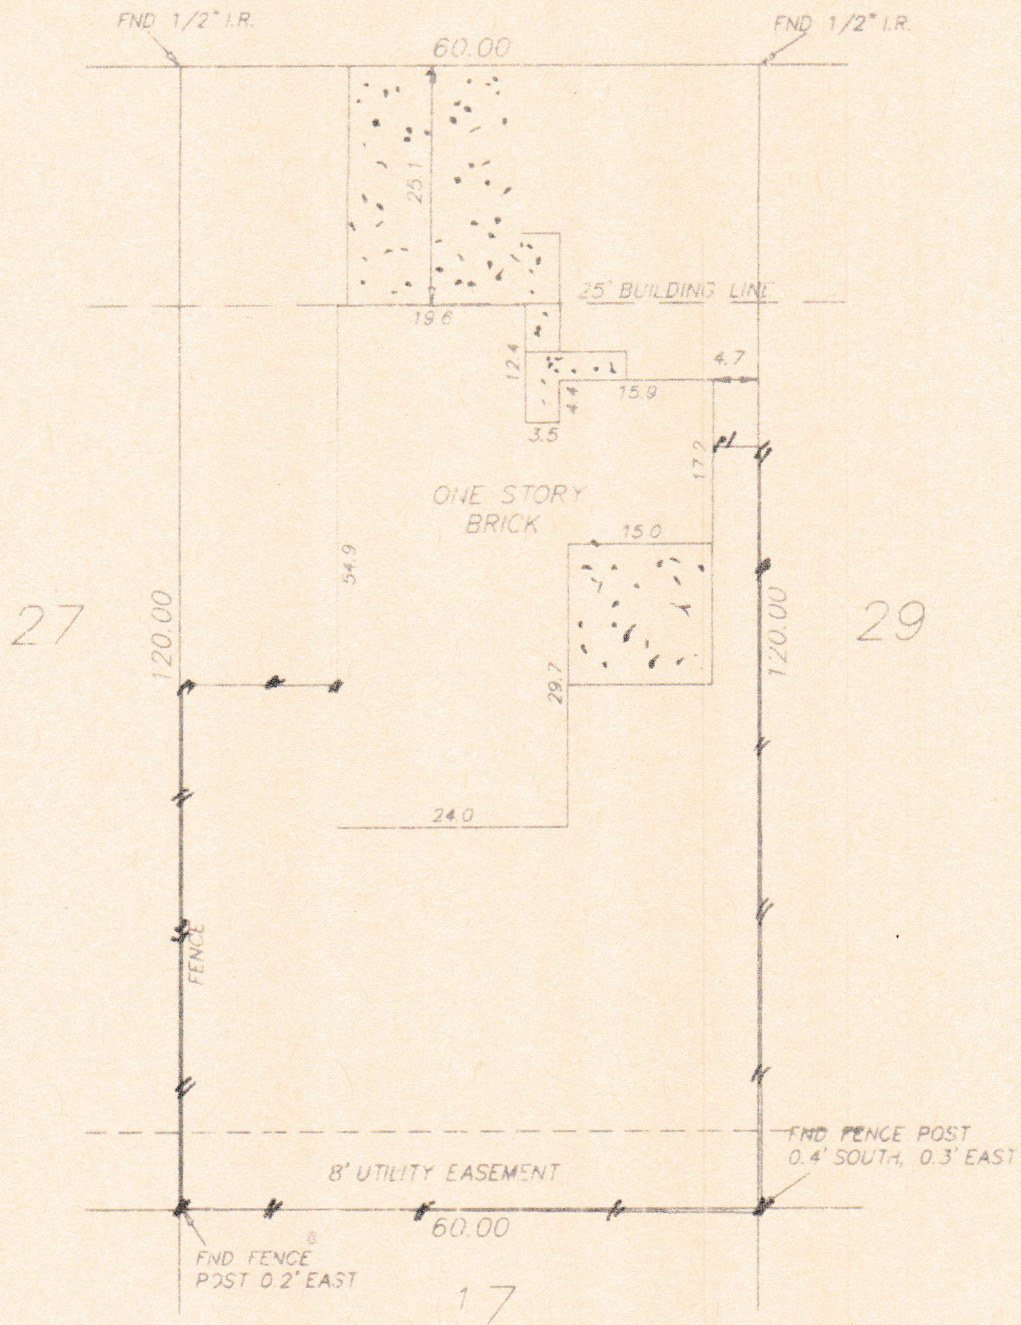 FND 1/2" I.R.
FND 1/2" I.R.
60.00
25.1
25' BUILDING LINE
19.6
12.4
4.7
4.4
15.9
3.5
17.2
ONE STORY
BRICK
15.0
54.9
27
120.00
120.00
29
29.7
24.0
FENCE
FND FENCE POST
0.4' SOUTH, 0.3' EAST
8' UTILITY EASEMENT
60.00
FND FENCE
POST 0.2' EAST
17